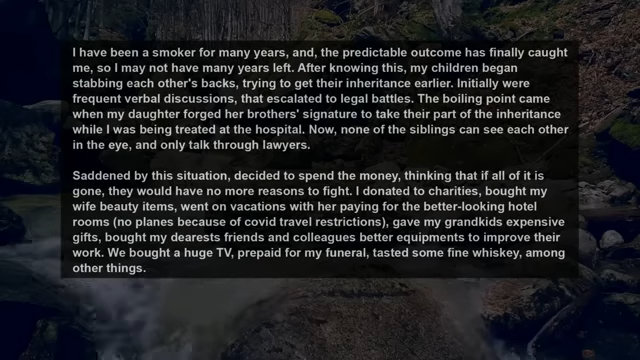 I have been a smoker for many years, and, the predictable outcome has finally caught
me, so I may not have many years left. After knowing this, my children began
stabbing each other's backs, trying to get their inheritance earlier. Initially were
frequent verbal discussions, that escalated to legal battles. The boiling point came
when my daughter forged her brothers' signature to take their part of the inheritance
while I was being treated at the hospital. Now, none of the siblings can see each other
in the eye, and only talk through lawyers.

Saddened by this situation, decided to spend the money, thinking that if all of it is
gone, they would have no more reasons to fight. I donated to charities, bought my
wife beauty items, went on vacations with her paying for the better-looking hotel
rooms (no planes because of covid travel restrictions), gave my grandkids expensive
gifts, bought my dearests friends and colleagues better equipments to improve their
work. We bought a huge TV, prepaid for my funeral, tasted some fine whiskey, among
other things.